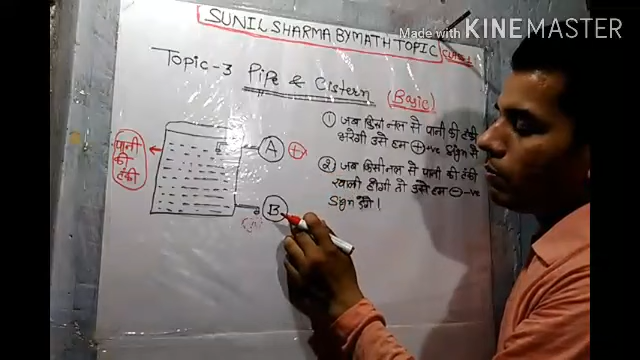 SUNIL SHARMA BY MATH TOPIC
Made with KINEMASTER
Topic-3 Pipe & Cistern (Basic)
① जब किसी नल से पानी की टंकी
भरेगी उसे हम ⊕ +ve Sign से
② जब किसी नल से पानी की टंकी
खाली होगी तो उसे हम ⊖ -ve
Sign देंगे।
पानी
की
टंकी
A ⊕
B